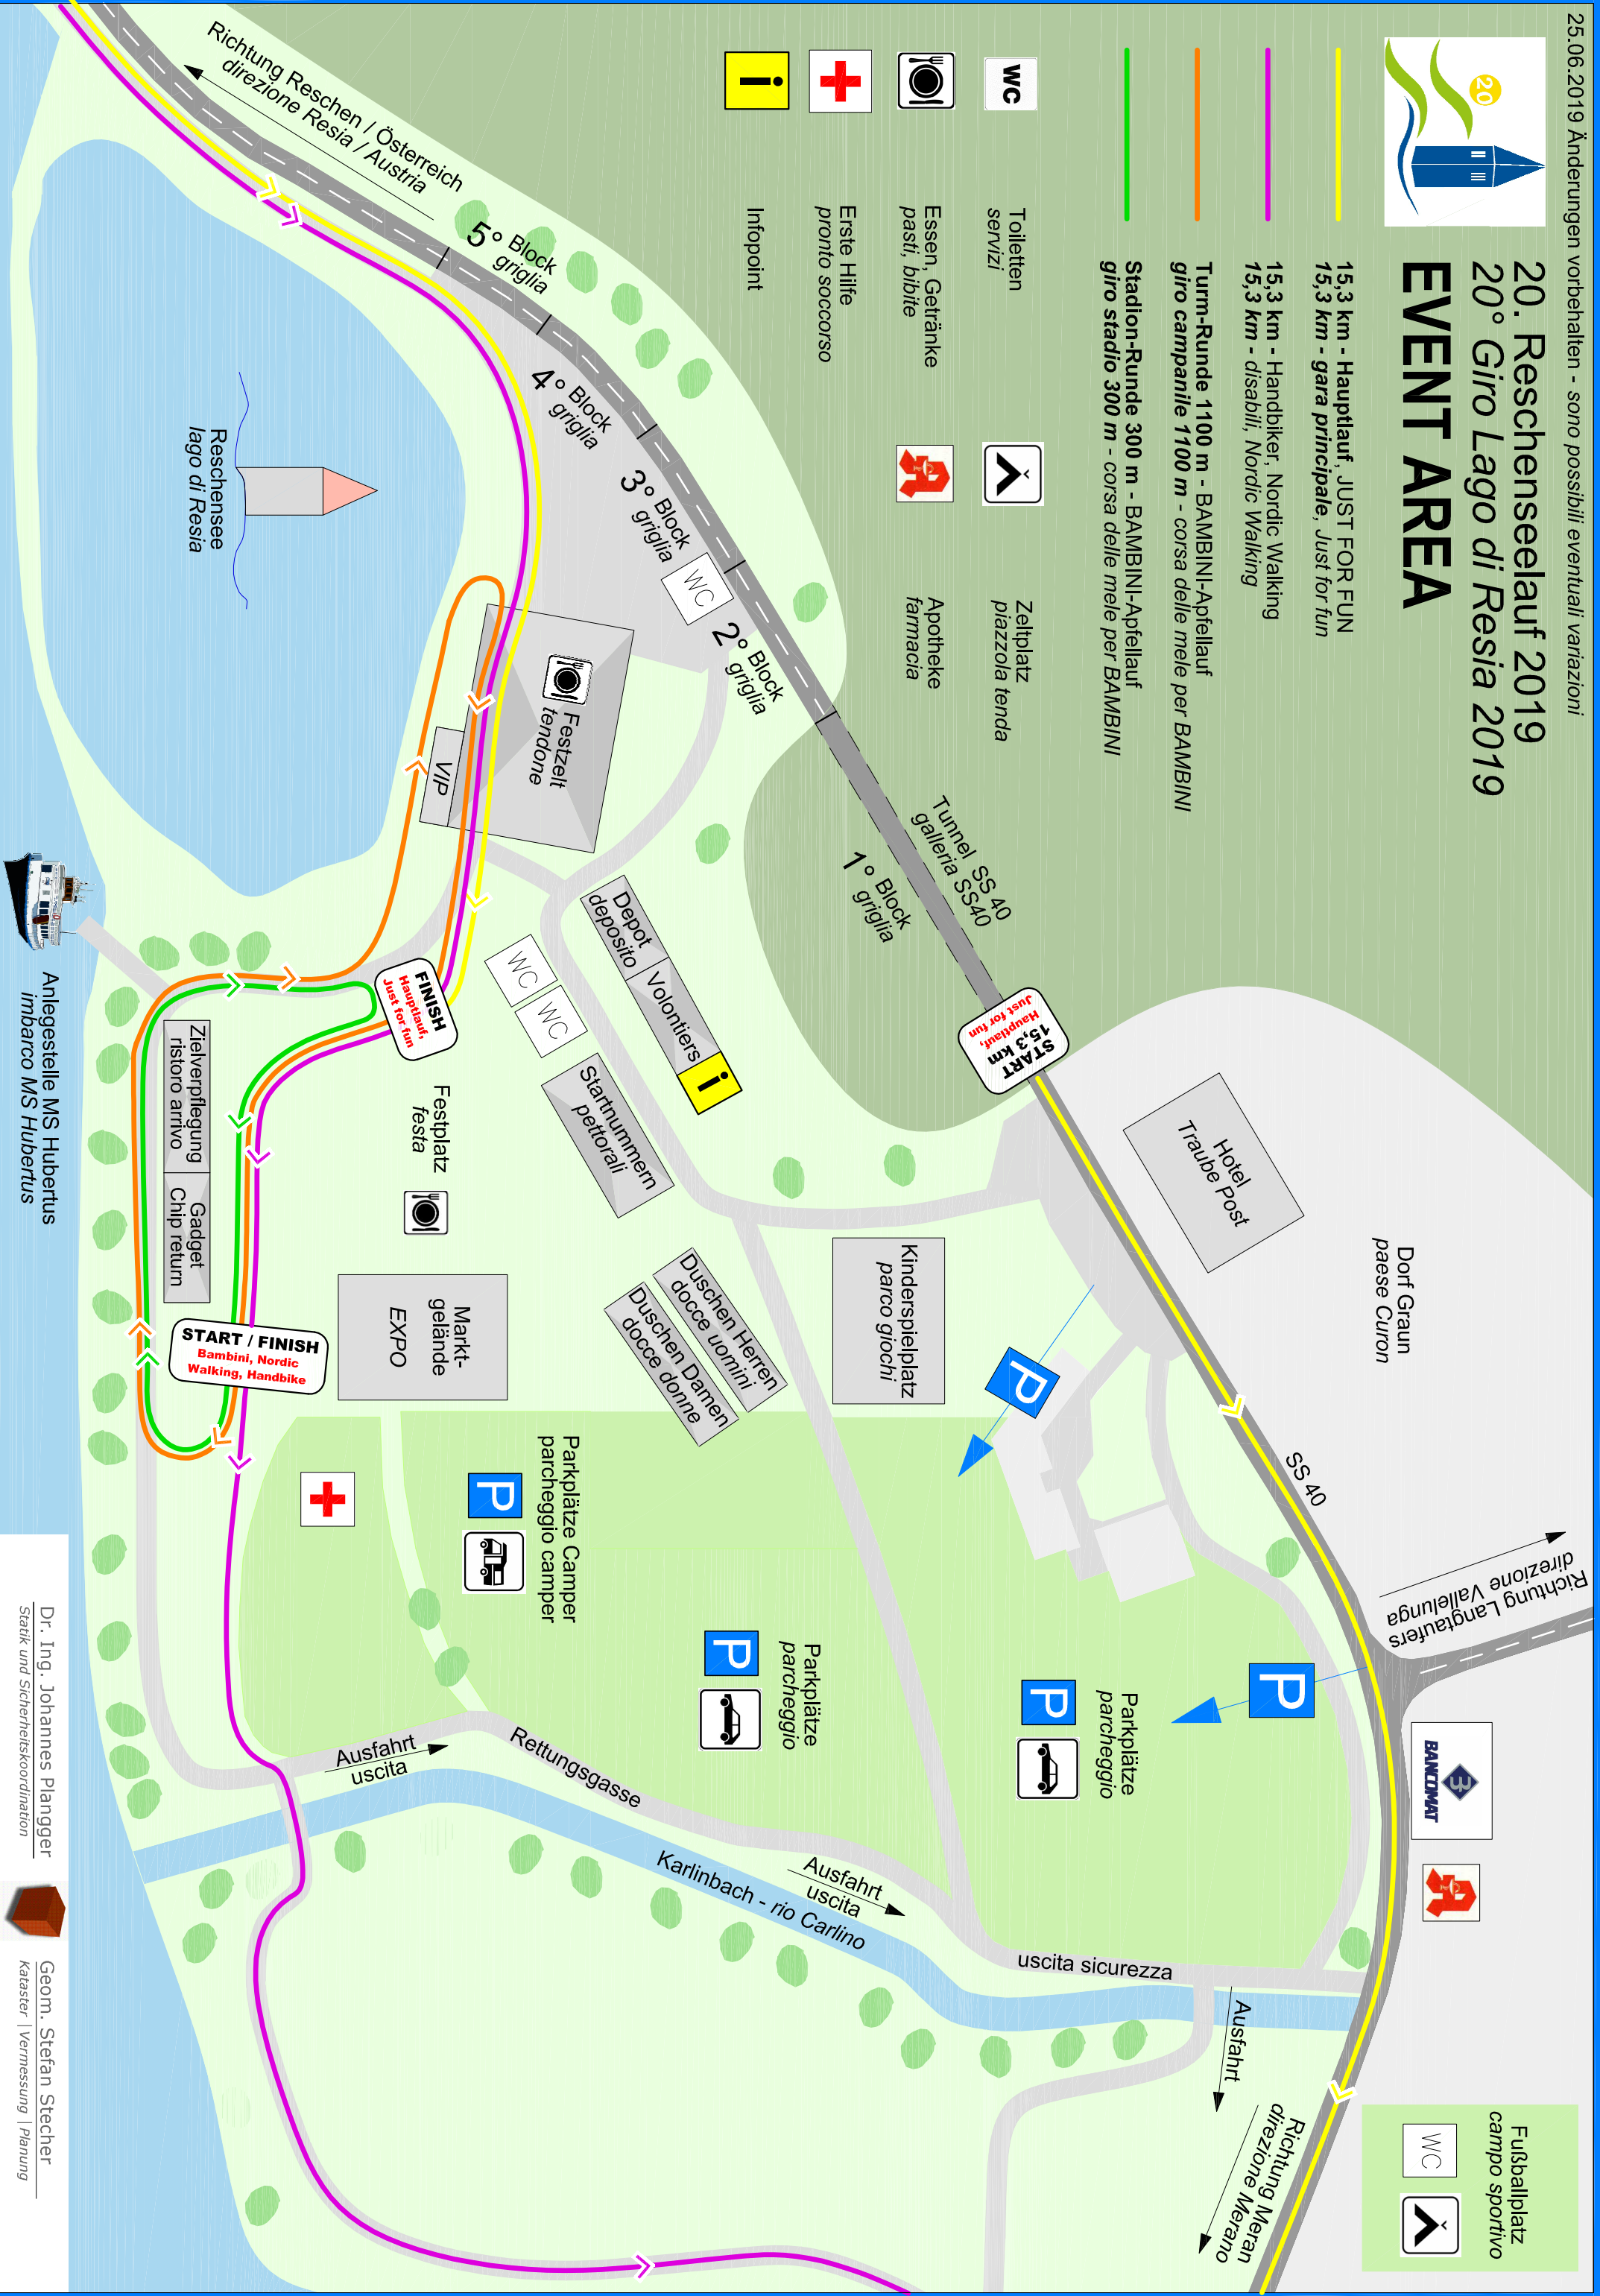 25.06.2019 Änderungen vorbehalten - sono possibili eventuali variazioni
20
20. Reschenseelauf 2019
20° Giro Lago di Resia 2019
EVENT AREA
15,3 km - Hauptlauf, JUST FOR FUN
15,3 km - gara principale, Just for fun
15,3 km - Handbiker, Nordic Walking
15,3 km - disabili, Nordic Walking
Turm-Runde 1100 m - BAMBINI-Apfellauf
giro campanile 1100 m - corsa delle mele per BAMBINI
Stadion-Runde 300 m - BAMBINI-Apfellauf
giro stadio 300 m - corsa delle mele per BAMBINI
WC
Toiletten
servizi
Zeltplatz
piazzola tenda
Essen, Getränke
pasti, bibite
Apotheke
farmacia
Erste Hilfe
pronto soccorso
i
Infopoint
Richtung Reschen / Österreich
direzione Resia / Austria
5° Block
griglia
4° Block
griglia
3° Block
griglia
WC
2° Block
griglia
1° Block
griglia
Tunnel SS 40
galleria SS40
START
15,3 km
Hauptlauf,
Just for fun
Hotel
Traube Post
Dorf Graun
paese Curon
SS 40
Richtung Langtaufers
direzione Vallelunga
BANCOMAT
Fußballplatz
campo sportivo
WC
Richtung Meran
direzione Merano
Ausfahrt
uscita sicurezza
Reschensee
lago di Resia
Festzelt
tendone
VIP
Depot
deposito
Volontiers
i
WC
WC
Startnummern
pettorali
FINISH
Hauptlauf,
Just for fun
Festplatz
festa
Zielverpflegung
ristoro arrivo
Gadget
Chip return
START / FINISH
Bambini, Nordic
Walking, Handbike
Markt-
gelände
EXPO
Duschen Herren
docce uomini
Duschen Damen
docce donne
Kinderspielplatz
parco giochi
P
P
Parkplätze Camper
parcheggio camper
P
Parkplätze
parcheggio
P
Parkplätze
parcheggio
P
Ausfahrt
uscita
Rettungsgasse
Ausfahrt
uscita
Karlinbach - rio Carlino
Anlegestelle MS Hubertus
imbarco MS Hubertus
Dr. Ing. Johannes Plangger
Statik und Sicherheitskoordination
Geom. Stefan Stecher
Kataster | Vermessung | Planung